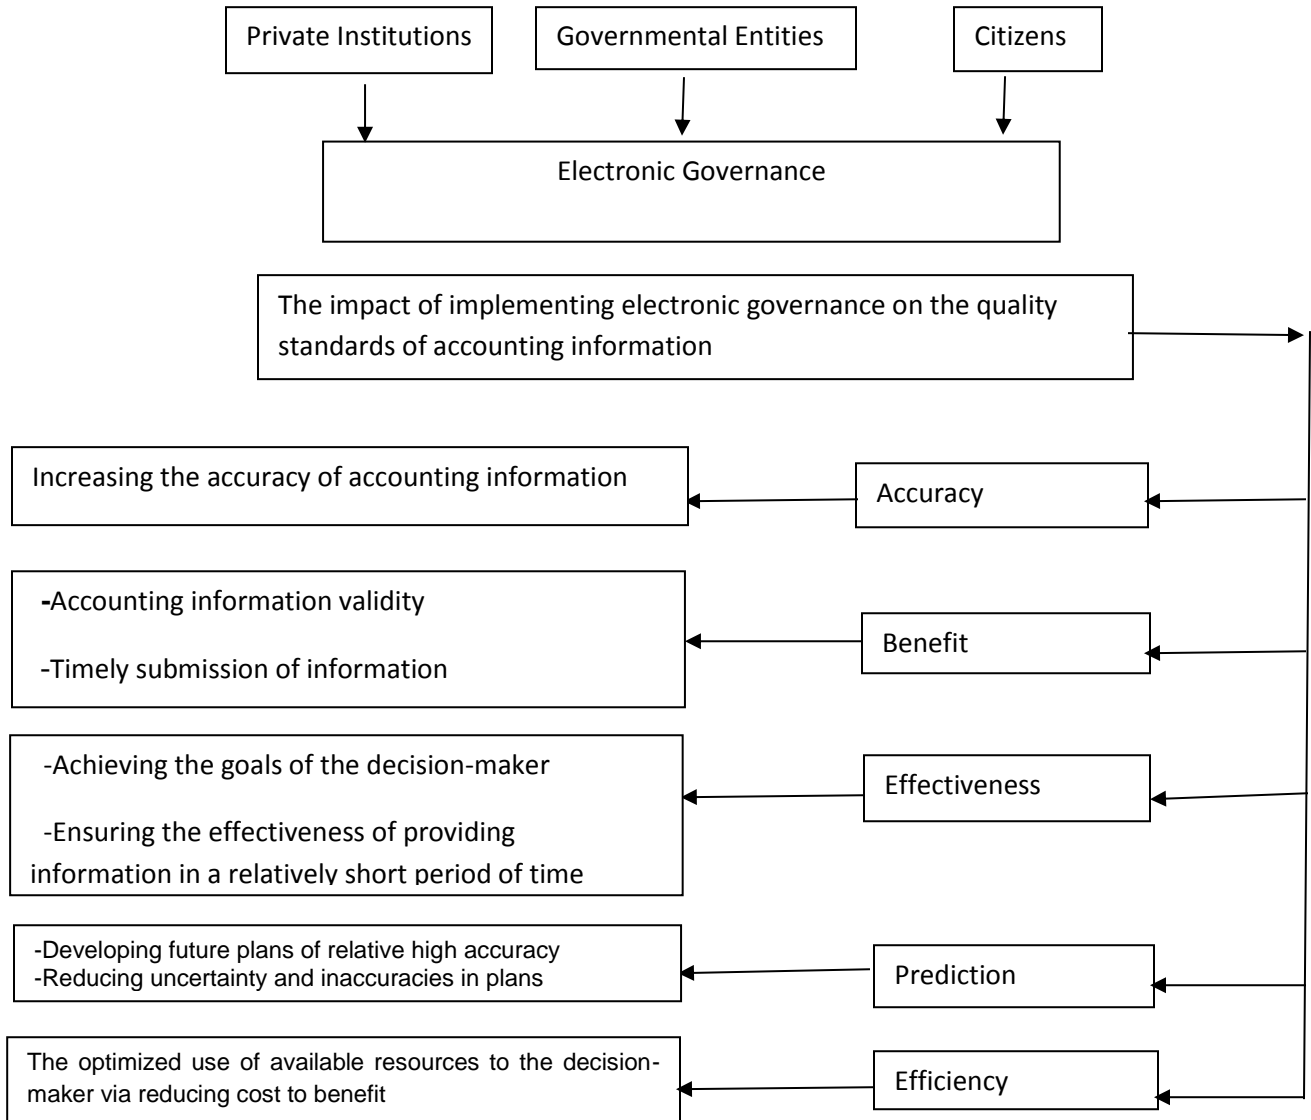 Private Institutions
Governmental Entities
Citizens
Electronic Governance
The impact of implementing electronic governance on the quality
standards of accounting information
Increasing the accuracy of accounting information
Accuracy
-Accounting information validity
-Timely submission of information
Benefit
-Achieving the goals of the decision-maker
-Ensuring the effectiveness of providing
information in a relatively short period of time
Effectiveness
-Developing future plans of relative high accuracy
-Reducing uncertainty and inaccuracies in plans
Prediction
The optimized use of available resources to the decision-
maker via reducing cost to benefit
Efficiency